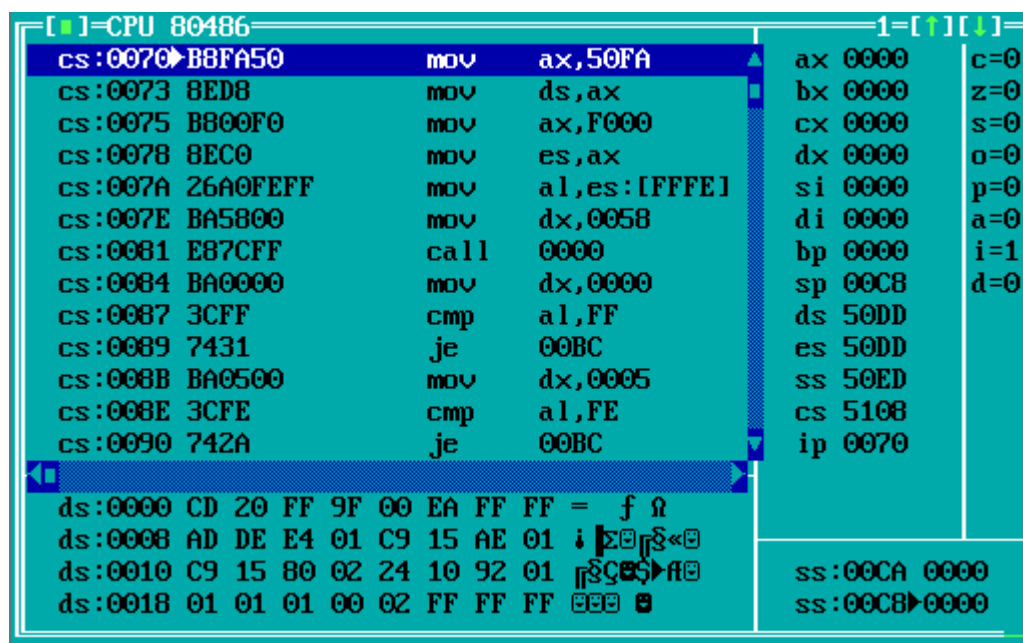 [■]=CPU 80486 1=[↑][↓]
cs:0070►B8FA50 mov ax,50FA ax 0000 c=0
cs:0073 8ED8 mov ds,ax bx 0000 z=0
cs:0075 B800F0 mov ax,F000 cx 0000 s=0
cs:0078 8EC0 mov es,ax dx 0000 o=0
cs:007A 26A0FEFF mov al,es:[FFFE] si 0000 p=0
cs:007E BA5800 mov dx,0058 di 0000 a=0
cs:0081 E87CFF call 0000 bp 0000 i=1
cs:0084 BA0000 mov dx,0000 sp 00C8 d=0
cs:0087 3CFF cmp al,FF ds 50DD
cs:0089 7431 je 00BC es 50DD
cs:008B BA0500 mov dx,0005 ss 50ED
cs:008E 3CFE cmp al,FE cs 5108
cs:0090 742A je 00BC ip 0070
ds:0000 CD 20 FF 9F 00 EA FF FF = ƒ Ω
ds:0008 AD DE E4 01 C9 15 AE 01 ¡▐Σ☺╔§«☺
ds:0010 C9 15 80 02 24 10 92 01 ╔§Ç☻$►Æ☺ ss:00CA 0000
ds:0018 01 01 01 00 02 FF FF FF ☺☺☺ ☻ ss:00C8►0000